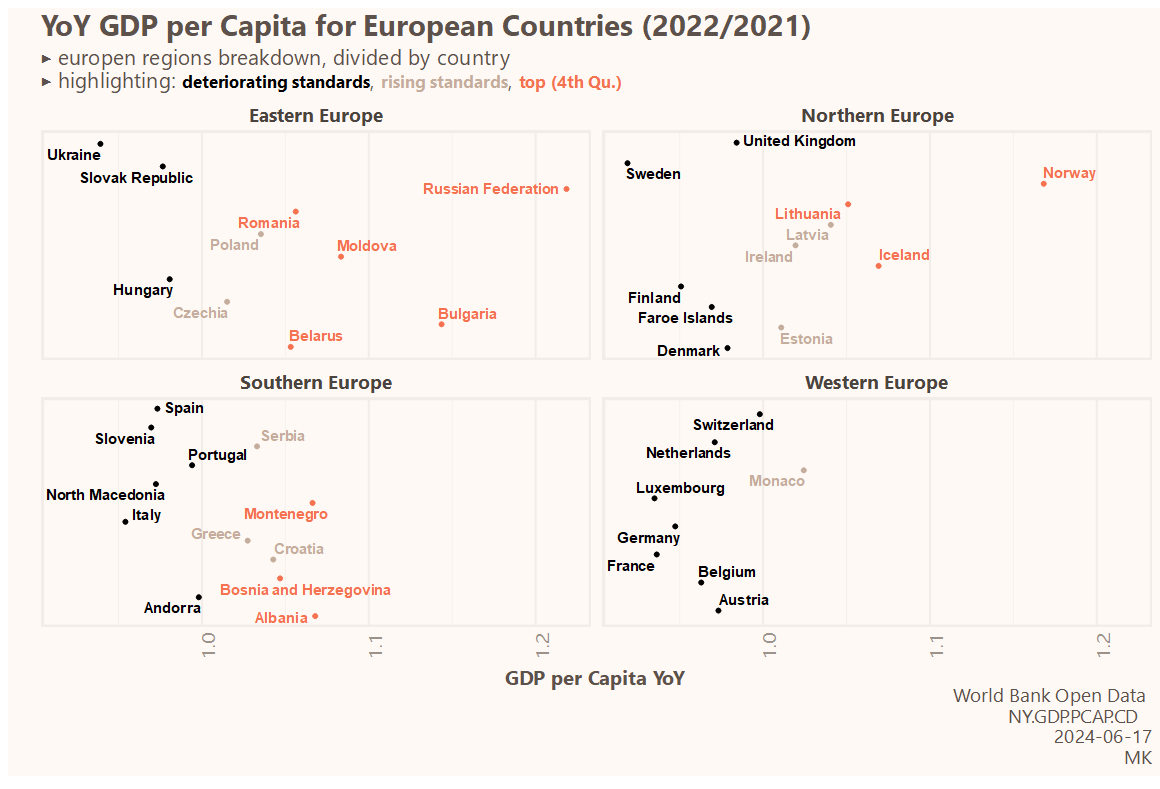 YoY GDP per Capita for European Countries (2022/2021)
▸ europen regions breakdown, divided by country
▸ highlighting: deteriorating standards, rising standards, top (4th Qu.)
Eastern Europe
Ukraine
Slovak Republic
Russian Federation
Romania
Poland
Moldova
Hungary
Czechia
Bulgaria
Belarus
Northern Europe
United Kingdom
Sweden
Norway
Lithuania
Latvia
Ireland
Iceland
Finland
Faroe Islands
Estonia
Denmark
Southern Europe
Spain
Slovenia
Serbia
Portugal
North Macedonia
Montenegro
Italy
Greece
Croatia
Bosnia and Herzegovina
Andorra
Albania
1.0
1.1
1.2
Western Europe
Switzerland
Netherlands
Monaco
Luxembourg
Germany
France
Belgium
Austria
1.0
1.1
1.2
GDP per Capita YoY
World Bank Open Data
NY.GDP.PCAP.CD
2024-06-17
MK